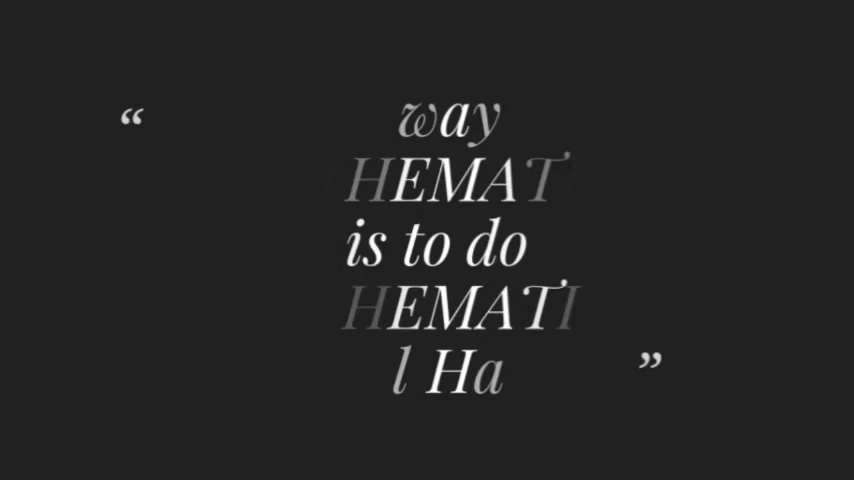 “
way
HEMAT
is to do
HEMATI
l Ha
”